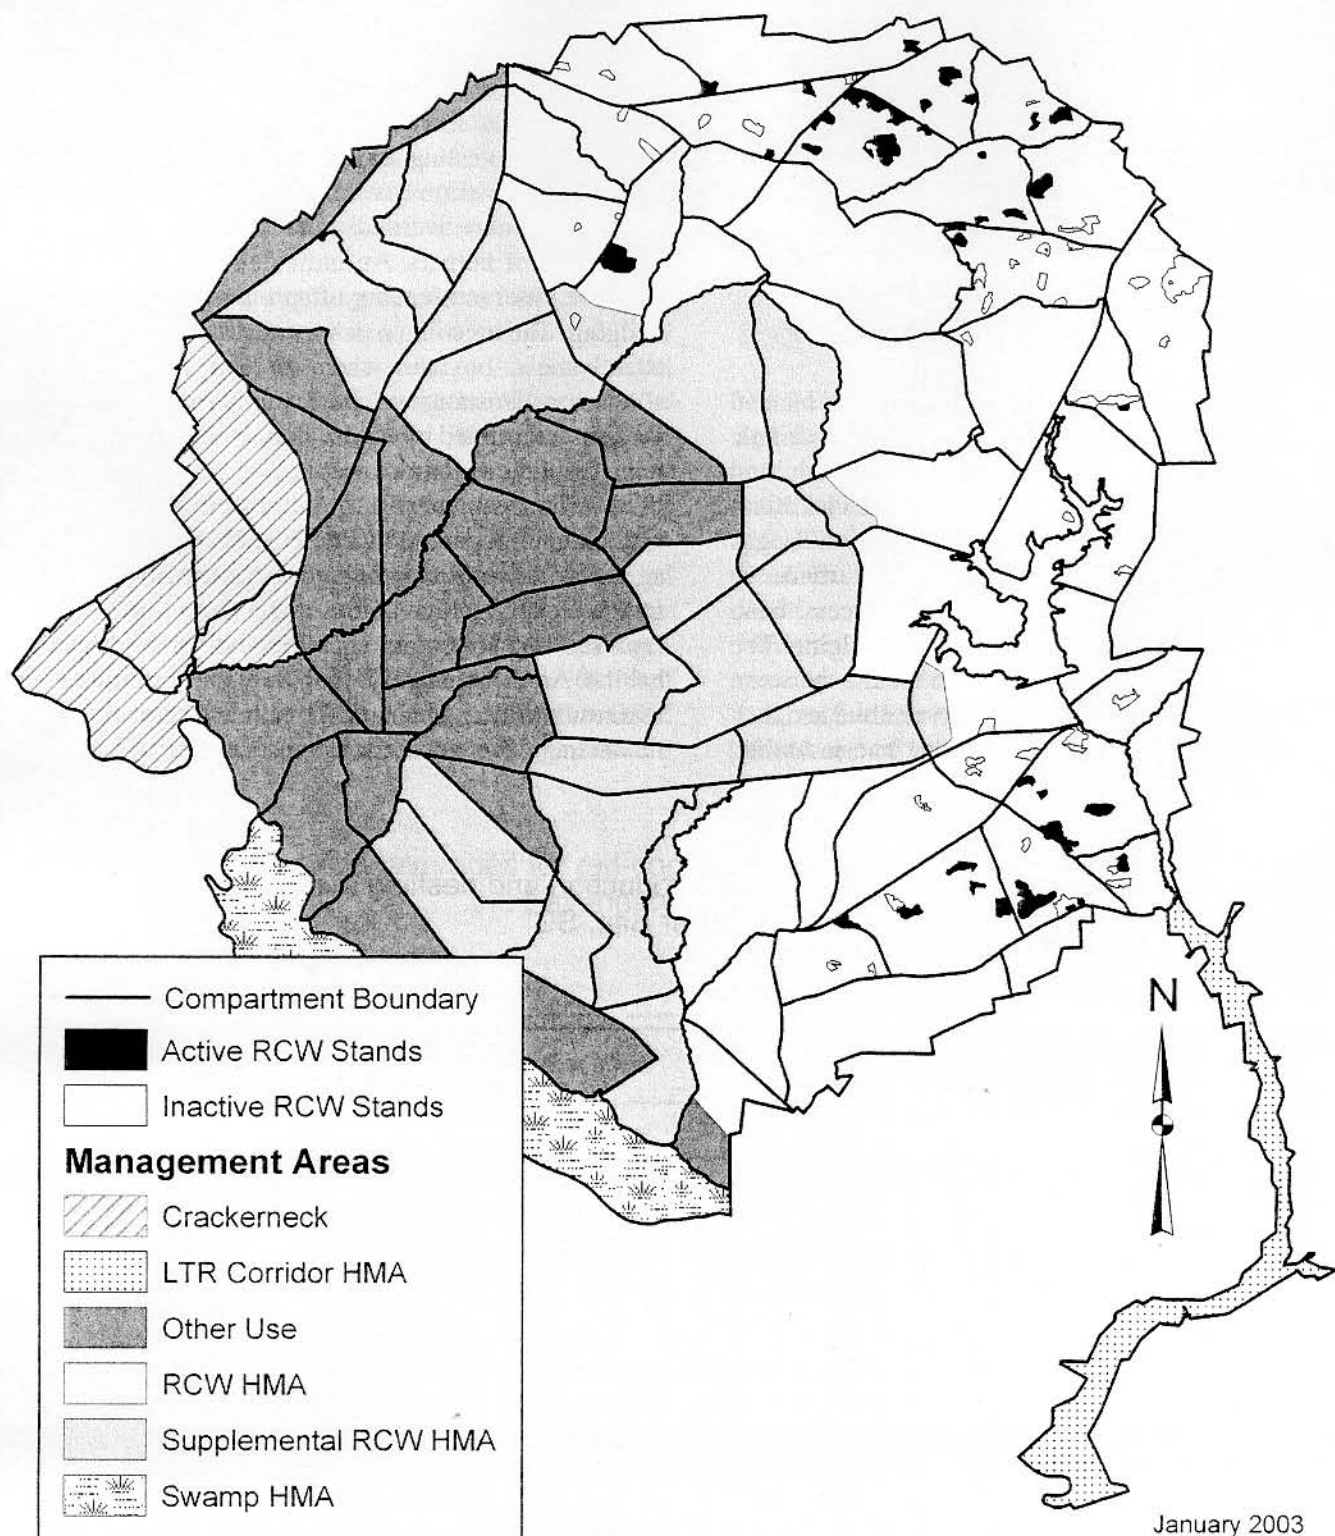 Compartment Boundary
Active RCW Stands
Inactive RCW Stands
Management Areas
Crackerneck
LTR Corridor HMA
Other Use
RCW HMA
Supplemental RCW HMA
Swamp HMA
N
January 2003